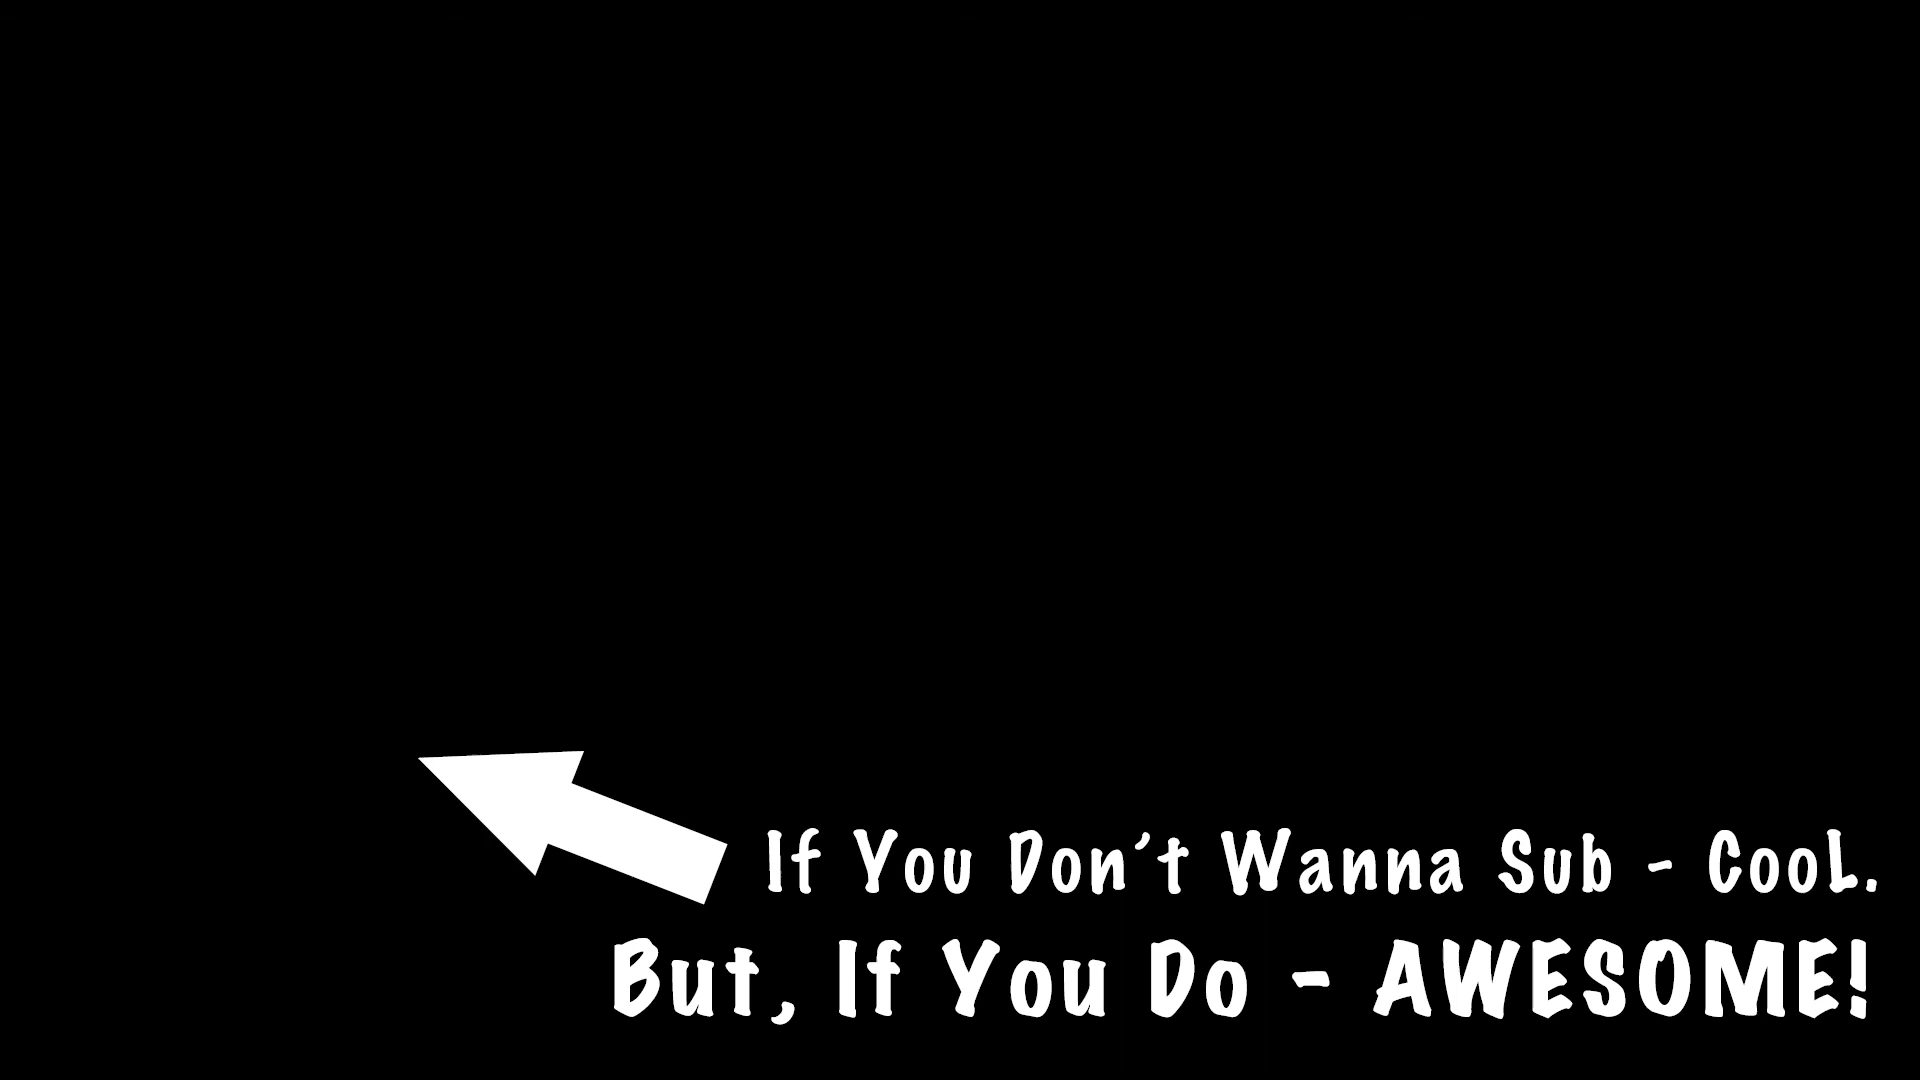 If You Don’t Wanna Sub - CooL.
But, If You Do - AWESOME!